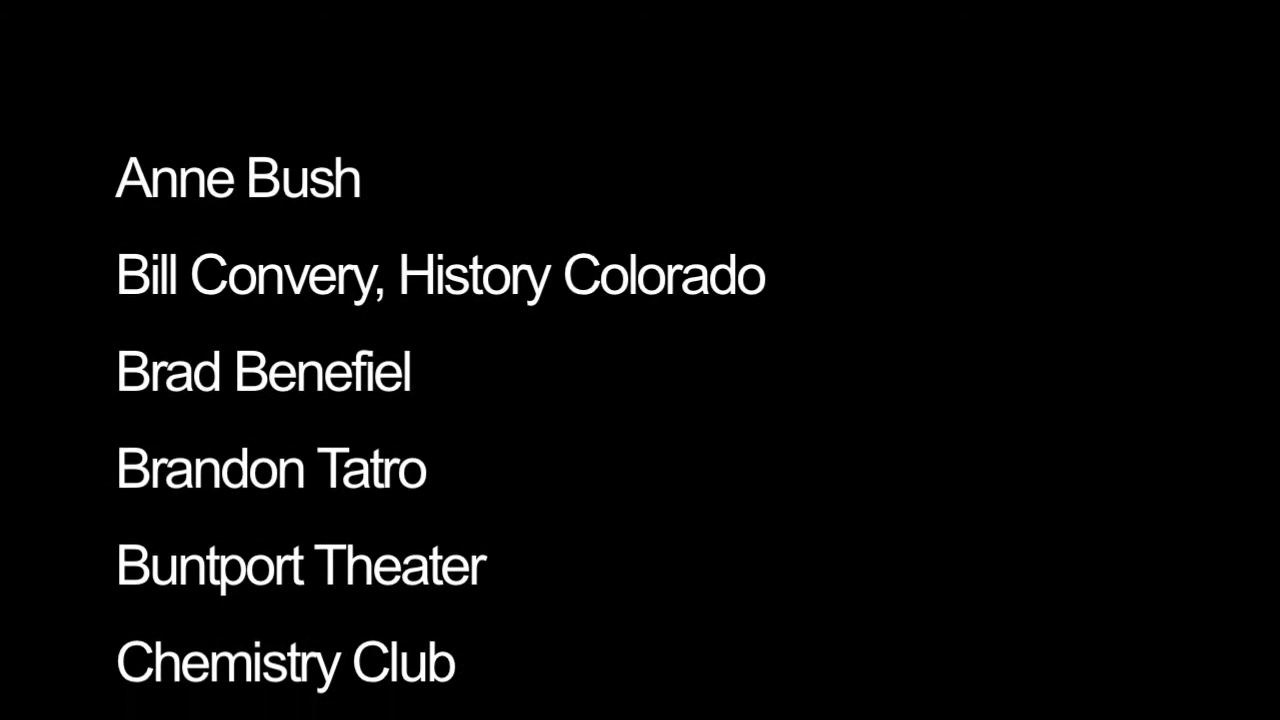 Anne Bush
Bill Convery, History Colorado
Brad Benefiel
Brandon Tatro
Buntport Theater
Chemistry Club